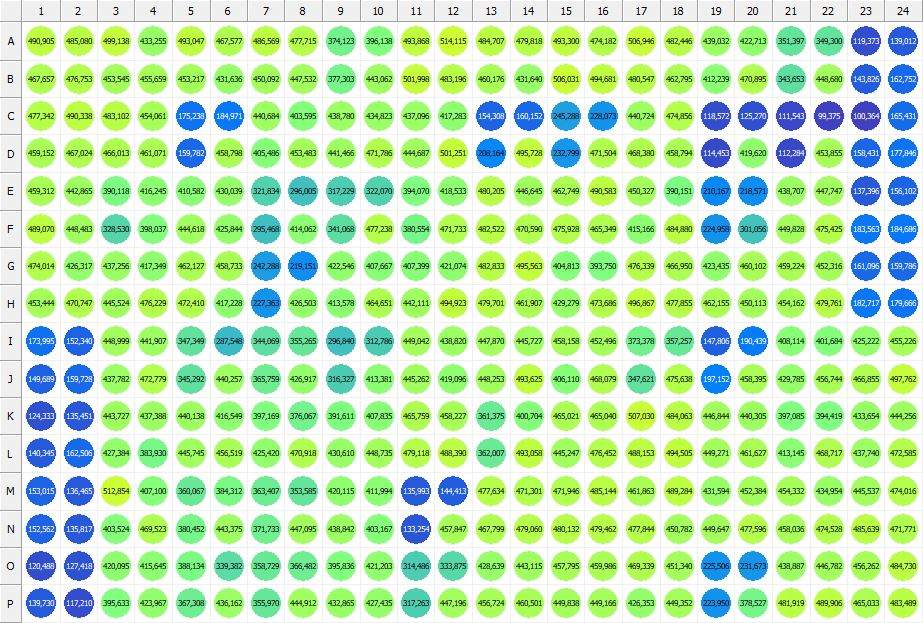 1 2 3 4 5 6 7 8 9 10 11 12 13 14 15 16 17 18 19 20 21 22 23 24
A 490,905 485,080 499,138 433,255 493,047 467,577 486,569 477,715 374,123 396,138 493,868 514,115 484,707 479,818 493,300 474,182 506,946 482,446 439,032 422,713 351,397 349,300 119,373 139,012
B 467,657 476,753 453,545 455,659 453,217 431,636 450,092 447,532 377,303 443,062 501,998 483,196 460,176 431,640 506,031 494,681 480,547 462,795 412,239 470,895 343,653 448,680 143,826 162,752
C 477,342 490,338 483,102 454,061 175,238 184,971 440,684 403,595 438,780 434,823 437,096 417,283 154,308 160,152 245,288 228,073 440,724 474,856 118,572 125,270 111,543 99,375 100,364 165,431
D 459,152 467,024 466,013 461,071 159,782 458,798 405,486 453,483 441,466 471,786 444,687 501,251 208,164 495,728 232,799 471,504 468,380 458,794 114,453 419,620 112,284 453,855 158,431 177,846
E 459,312 442,865 390,118 416,245 410,582 430,039 321,834 296,005 317,229 322,070 394,070 418,533 480,205 446,645 462,749 490,583 450,327 390,151 210,167 218,571 438,707 447,747 137,396 156,102
F 489,070 448,483 328,530 398,037 444,618 425,844 295,468 414,062 341,068 477,238 380,554 471,733 482,522 470,590 475,928 465,349 415,166 484,880 224,958 301,056 449,828 475,425 183,563 184,686
G 474,014 426,317 437,256 417,349 462,127 458,733 242,288 219,151 422,546 407,667 407,399 421,074 482,833 495,563 404,813 393,750 476,339 466,950 423,435 460,102 459,224 452,316 161,096 159,786
H 453,444 470,747 445,524 476,229 472,410 417,228 227,363 426,503 413,578 464,651 442,111 494,923 479,701 461,907 429,279 473,686 496,867 477,855 462,155 450,113 454,162 479,761 182,717 179,666
I 173,995 152,340 448,999 441,907 347,349 287,548 344,069 355,265 296,840 312,786 449,042 438,820 447,870 445,727 458,158 452,496 373,378 357,257 147,806 190,439 408,114 401,684 425,222 455,226
J 149,689 159,728 437,782 472,779 345,292 440,257 365,759 426,917 316,327 413,381 445,262 419,096 448,253 493,625 406,110 468,079 347,621 475,638 197,152 458,395 429,785 456,744 466,855 497,762
K 124,333 135,451 443,727 437,388 440,138 416,549 397,169 376,067 391,611 407,835 465,759 458,227 361,375 400,704 465,021 465,040 507,030 484,063 446,844 440,305 397,085 394,419 433,654 444,256
L 140,345 162,506 427,384 383,930 445,745 456,519 425,420 470,918 430,610 448,735 479,118 488,390 362,007 493,058 445,247 476,452 488,153 494,505 449,271 461,627 413,145 468,717 437,740 472,585
M 153,015 136,465 512,854 407,100 360,067 384,312 363,407 353,585 420,115 411,994 135,993 144,413 477,634 471,301 471,946 485,144 461,863 489,284 431,594 452,384 474,332 434,954 445,537 474,016
N 152,562 135,817 403,524 469,523 380,452 443,375 371,733 447,095 438,842 403,167 133,254 457,847 467,799 479,060 480,132 479,462 477,844 450,782 449,647 477,596 458,036 474,528 485,639 471,771
O 120,488 127,418 420,095 415,645 388,134 339,382 358,729 366,482 395,836 421,203 314,486 333,875 428,639 443,115 457,795 459,986 469,339 451,340 225,506 231,673 438,887 446,782 456,262 484,730
P 139,730 117,210 395,633 423,967 367,308 436,162 355,970 444,912 432,865 427,435 317,263 447,196 456,724 460,501 449,838 449,166 426,353 449,352 223,950 378,527 481,919 489,906 465,033 483,489